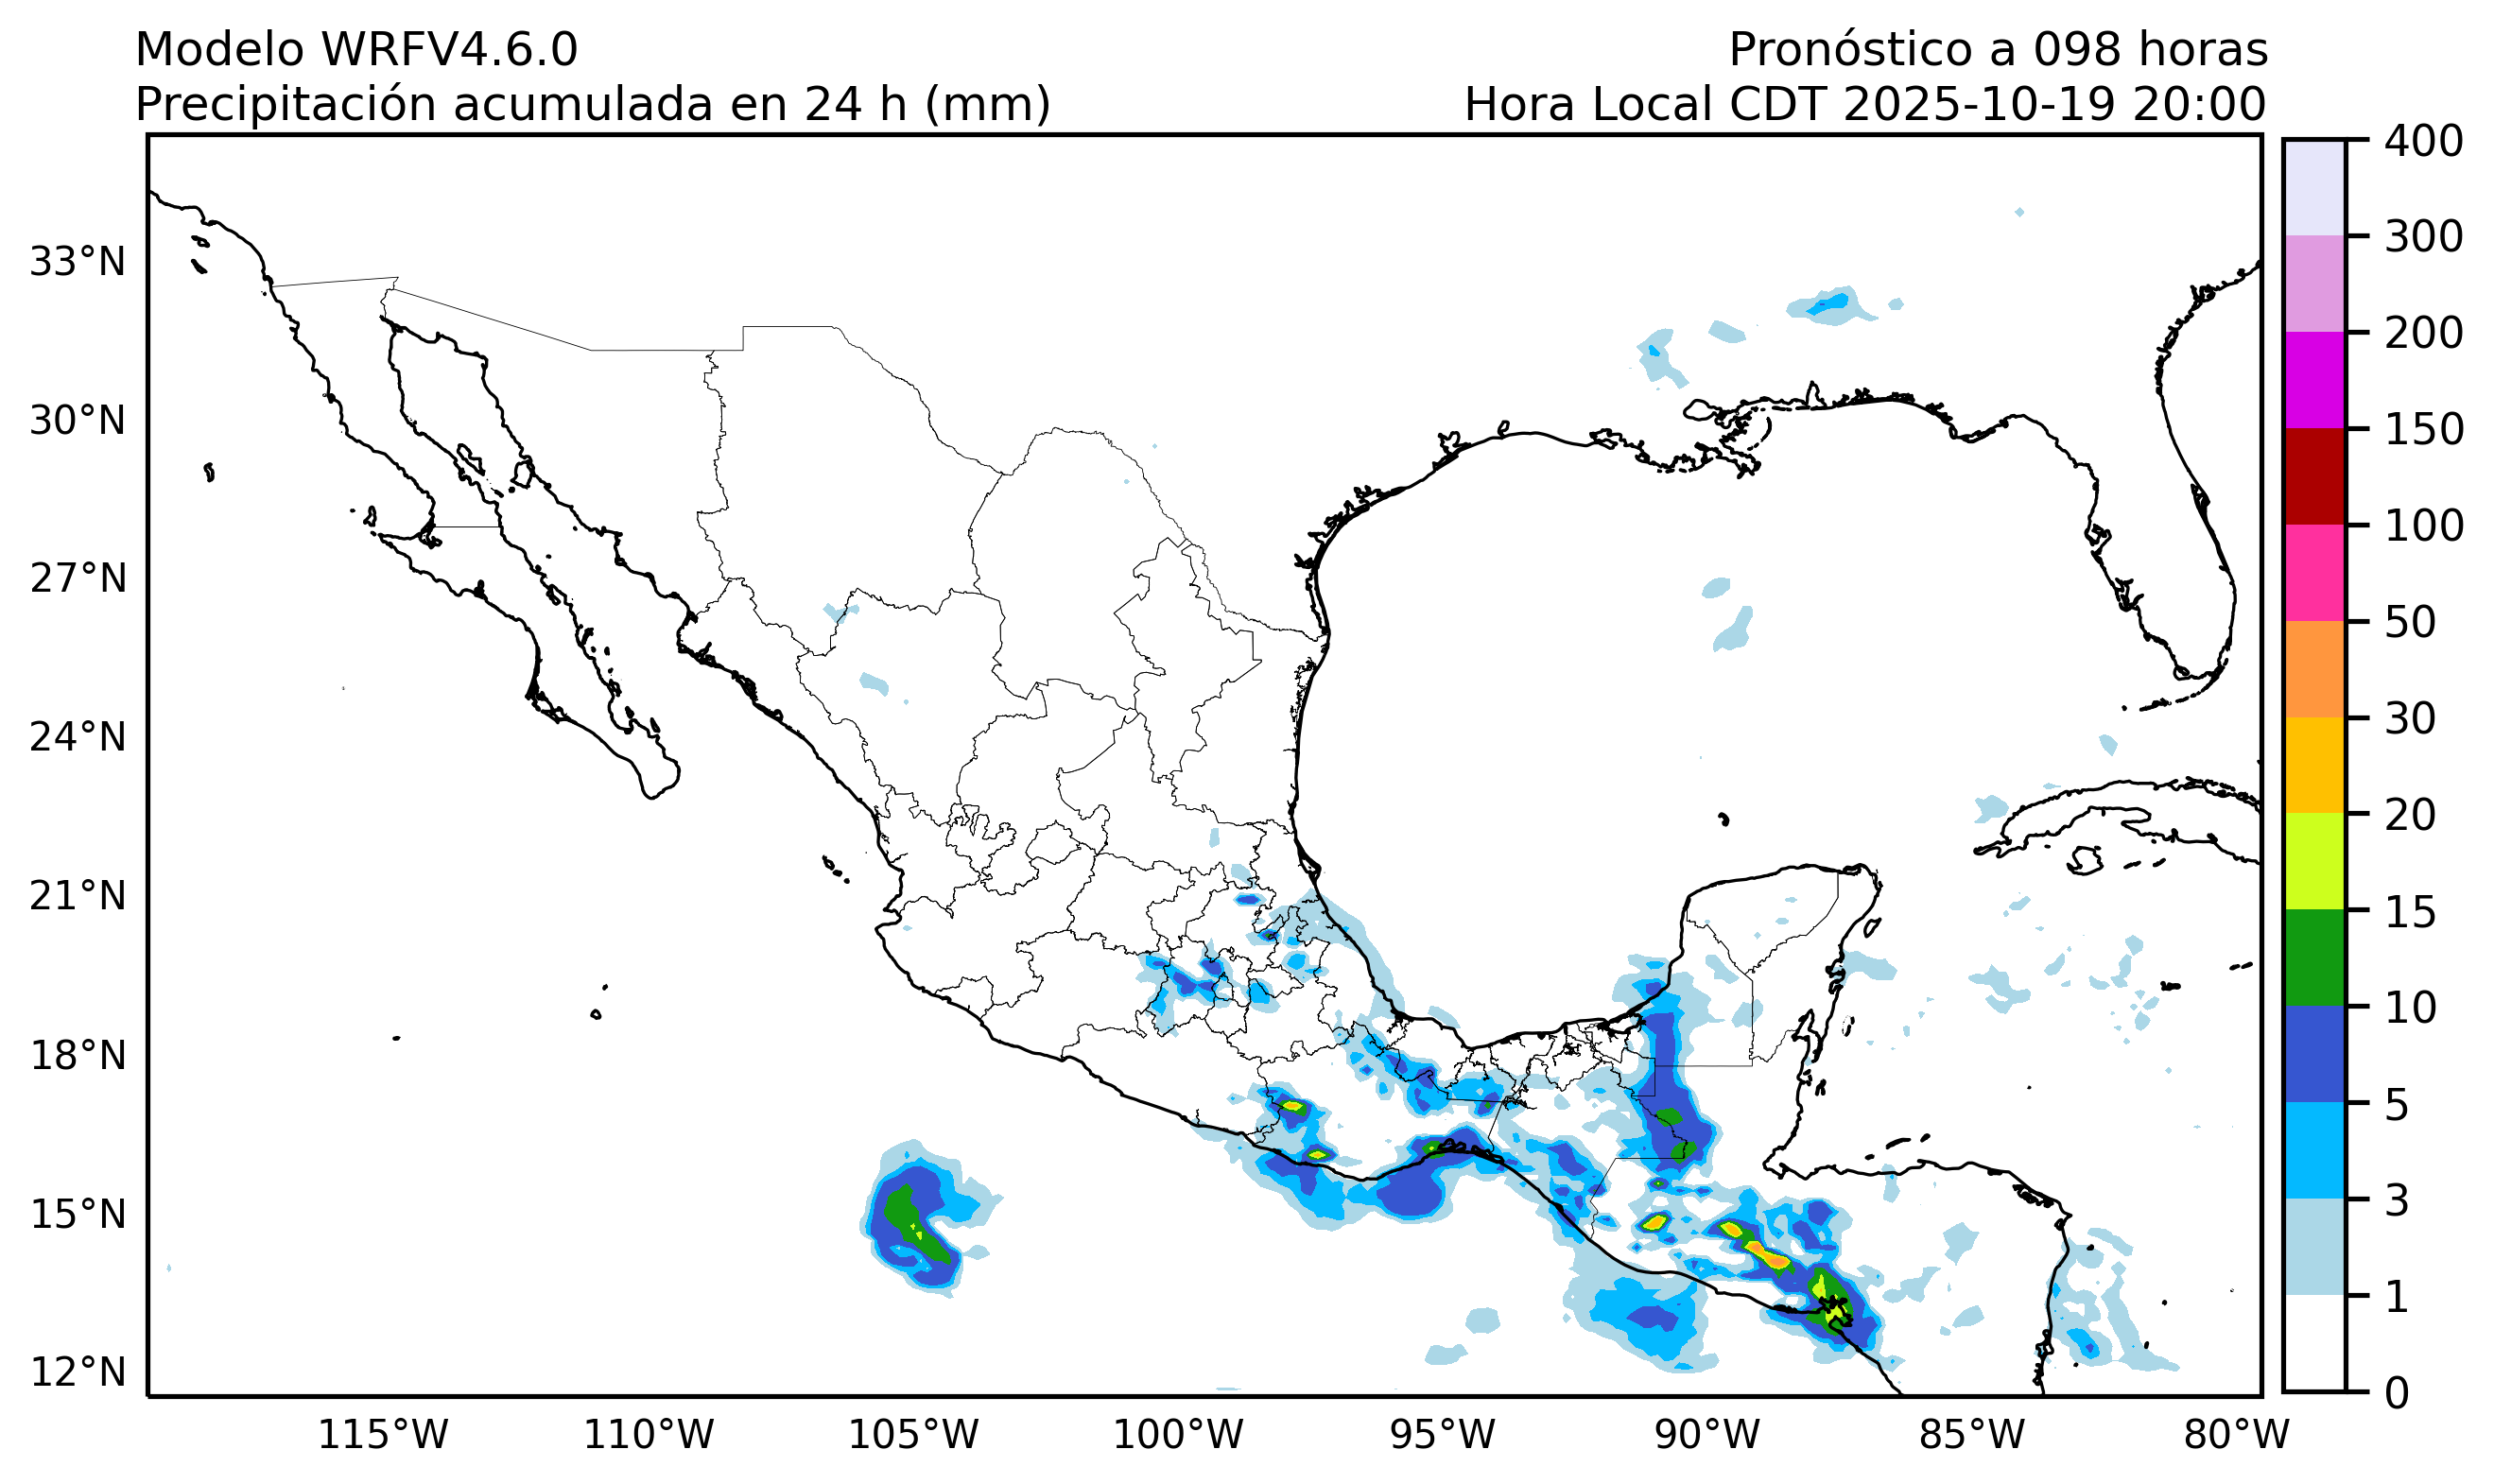 Modelo WRFV4.6.0
Pronóstico a 098 horas
Precipitación acumulada en 24 h (mm)
Hora Local CDT 2025-10-19 20:00
33°N
30°N
27°N
24°N
21°N
18°N
15°N
12°N
115°W
110°W
105°W
100°W
95°W
90°W
85°W
80°W
400
300
200
150
100
50
30
20
15
10
5
3
1
0